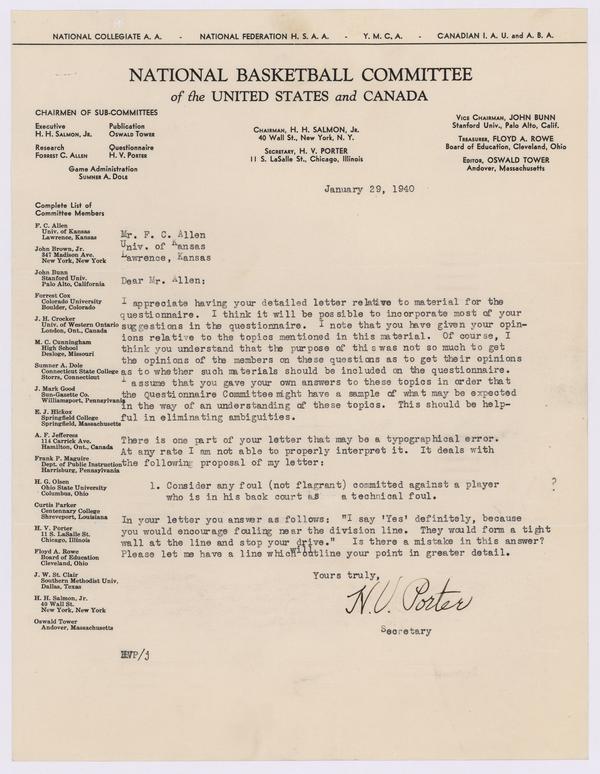 NATIONAL COLLEGIATE A. A. - NATIONAL FEDERATION H. S. A. A. - Y. M. C. A. - CANADIAN I. A. U. and A. B. A.
NATIONAL BASKETBALL COMMITTEE
of the UNITED STATES and CANADA
CHAIRMEN OF SUB-COMMITTEES
Executive
H. H. SALMON, JR.
Publication
OSWALD TOWER
Research
FORREST C. ALLEN
Questionnaire
H. V. PORTER
Game Administration
SUMNER A. DOLE
CHAIRMAN, H. H. SALMON, JR.
40 Wall St., New York, N. Y.
SECRETARY, H. V. PORTER
11 S. LaSalle St., Chicago, Illinois
VICE CHAIRMAN, JOHN BUNN
Stanford Univ., Palo Alto, Calif.
TREASURER, FLOYD A. ROWE
Board of Education, Cleveland, Ohio
EDITOR, OSWALD TOWER
Andover, Massachusetts
January 29, 1940
Complete List of
Committee Members
F. C. Allen
Univ. of Kansas
Lawrence, Kansas
John Brown, Jr.
347 Madison Ave.
New York, New York
John Bunn
Stanford Univ.
Palo Alto, California
Forrest Cox
Colorado University
Boulder, Colorado
J. H. Crocker
Univ. of Western Ontario
London, Ont., Canada
M. C. Cunningham
High School
Desloge, Missouri
Sumner A. Dole
Connecticut State College
Storrs, Connecticut
J. Mark Good
Sun-Gazette Co.
Williamsport, Pennsylvania
E. J. Hickox
Springfield College
Springfield, Massachusetts
A. F. Jefferess
114 Carrick Ave.
Hamilton, Ont., Canada
Frank P. Maguire
Dept. of Public Instruction
Harrisburg, Pennsylvania
H. G. Olsen
Ohio State University
Columbus, Ohio
Curtis Parker
Centenary College
Shreveport, Louisiana
H. V. Porter
11 S. LaSalle St.
Chicago, Illinois
Floyd A. Rowe
Board of Education
Cleveland, Ohio
J. W. St. Clair
Southern Methodist Univ.
Dallas, Texas
H. H. Salmon, Jr.
40 Wall St.
New York, New York
Oswald Tower
Andover, Massachusetts
Mr. F. C. Allen
Univ. of Kansas
Lawrence, Kansas
Dear Mr. Allen:
I appreciate having your detailed letter relative to material for the
questionnaire. I think it will be possible to incorporate most of your
suggestions in the questionnaire. I note that you have given your opin-
ions relative to the topics mentioned in this material. Of course, I
think you understand that the purpose of this was not so much to get
the opinions of the members on these questions as to get their opinions
as to whether such materials should be included on the questionnaire.
I assume that you gave your own answers to these topics in order that
the Questionnaire Committee might have a sample of what may be expected
in the way of an understanding of these topics. This should be help-
ful in eliminating ambiguities.
There is one part of your letter that may be a typographical error.
At any rate I am not able to properly interpret it. It deals with
the following proposal of my letter:
1. Consider any foul (not flagrant) committed against a player ?
who is in his back court as a technical foul.
In your letter you answer as follows: "I say 'Yes' definitely, because
you would encourage fouling near the division line. They would form a tight
wall at the line and stop your drive." Is there a mistake in this answer?
Please let me have a line which will outline your point in greater detail.
Yours truly,
H. V. Porter
Secretary
HVP/j